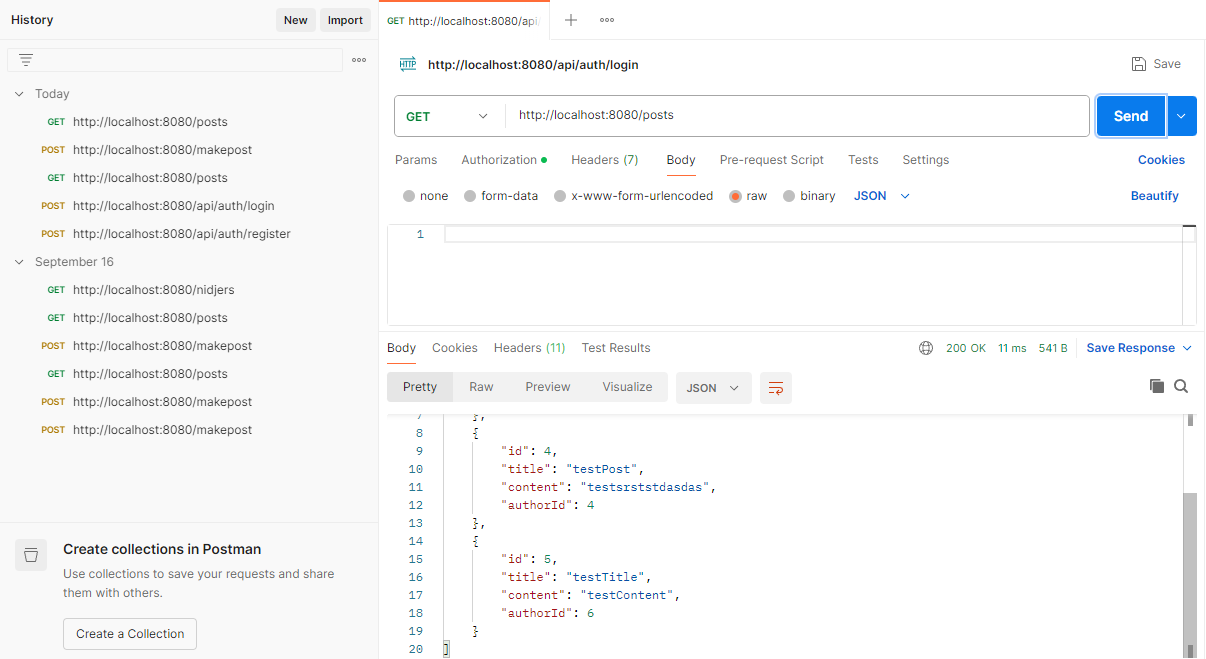 History
New
Import
Today
GET http://localhost:8080/posts
POST http://localhost:8080/makepost
GET http://localhost:8080/posts
POST http://localhost:8080/api/auth/login
POST http://localhost:8080/api/auth/register
September 16
GET http://localhost:8080/nidjers
GET http://localhost:8080/posts
POST http://localhost:8080/makepost
GET http://localhost:8080/posts
POST http://localhost:8080/makepost
POST http://localhost:8080/makepost
Create collections in Postman
Use collections to save your requests and share
them with others.
Create a Collection
GET http://localhost:8080/api/
HTTP http://localhost:8080/api/auth/login
Save
GET http://localhost:8080/posts
Send
Params Authorization Headers (7) Body Pre-request Script Tests Settings Cookies
none form-data x-www-form-urlencoded raw binary JSON Beautify
1
Body Cookies Headers (11) Test Results 200 OK 11 ms 541 B Save Response
Pretty Raw Preview Visualize JSON
7 },
8 {
9 "id": 4,
10 "title": "testPost",
11 "content": "testsrststdasdas",
12 "authorId": 4
13 },
14 {
15 "id": 5,
16 "title": "testTitle",
17 "content": "testContent",
18 "authorId": 6
19 }
20 ]